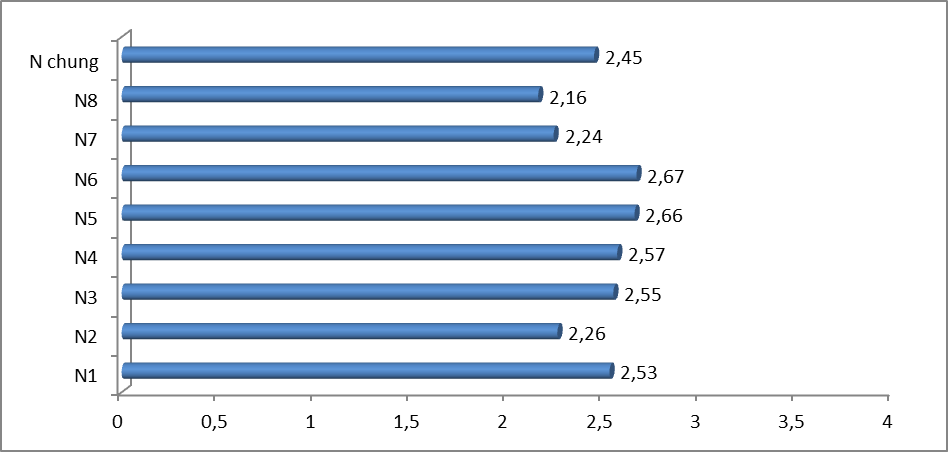 N chung 2,45
N8 2,16
N7 2,24
N6 2,67
N5 2,66
N4 2,57
N3 2,55
N2 2,26
N1 2,53
0 0,5 1 1,5 2 2,5 3 3,5 4